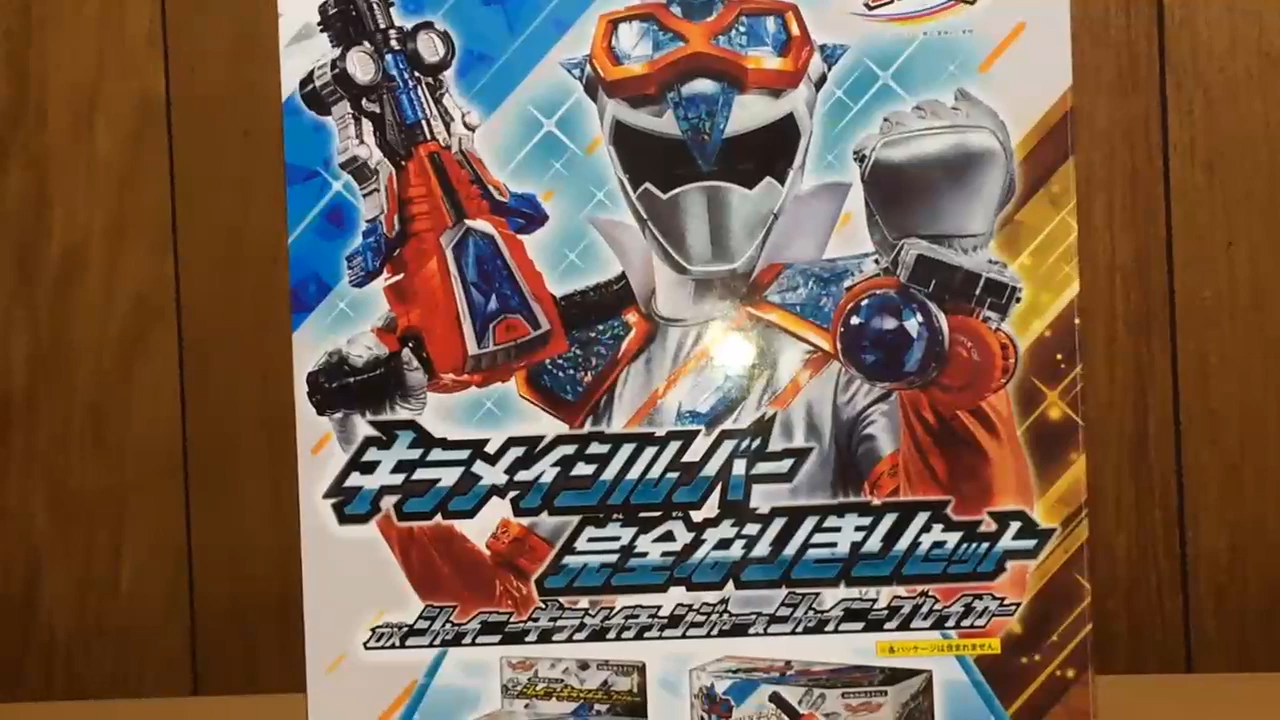 キラメイシルバー
完全なりきりセット
DXシャイニーキラメイチェンジャー&シャイニーブレイカー
※各パッケージは含まれません。